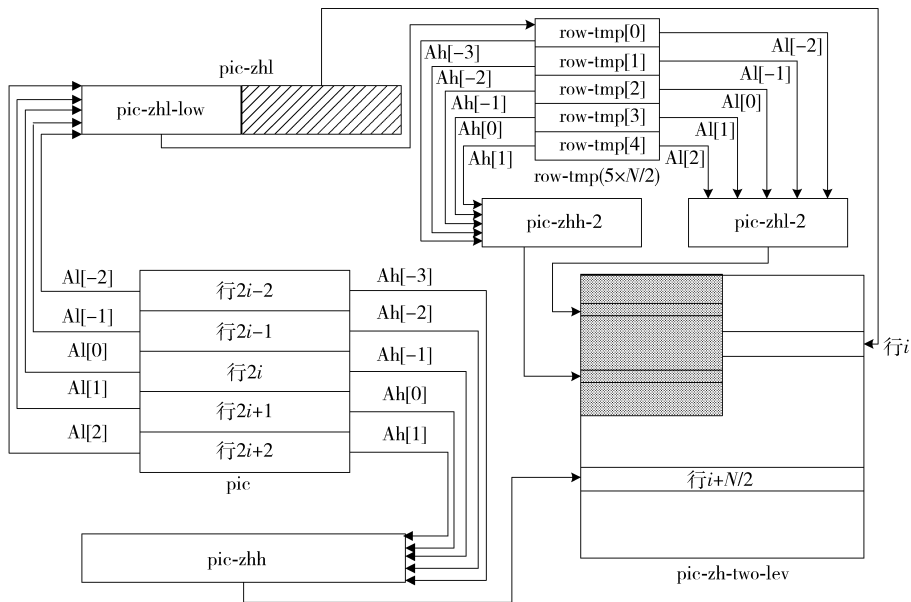 pic-zhl
pic-zhl-low
Ah[−3]
Ah[−2]
Ah[−1]
Ah[0]
Ah[1]
row-tmp[0]
row-tmp[1]
row-tmp[2]
row-tmp[3]
row-tmp[4]
row-tmp(5×N/2)
Al[−2]
Al[−1]
Al[0]
Al[1]
Al[2]
pic-zhh-2
pic-zhl-2
Al[−2]
Al[−1]
Al[0]
Al[1]
Al[2]
行2i−2
行2i−1
行2i
行2i+1
行2i+2
pic
Ah[−3]
Ah[−2]
Ah[−1]
Ah[0]
Ah[1]
行i
行i+N/2
pic-zh-two-lev
pic-zhh